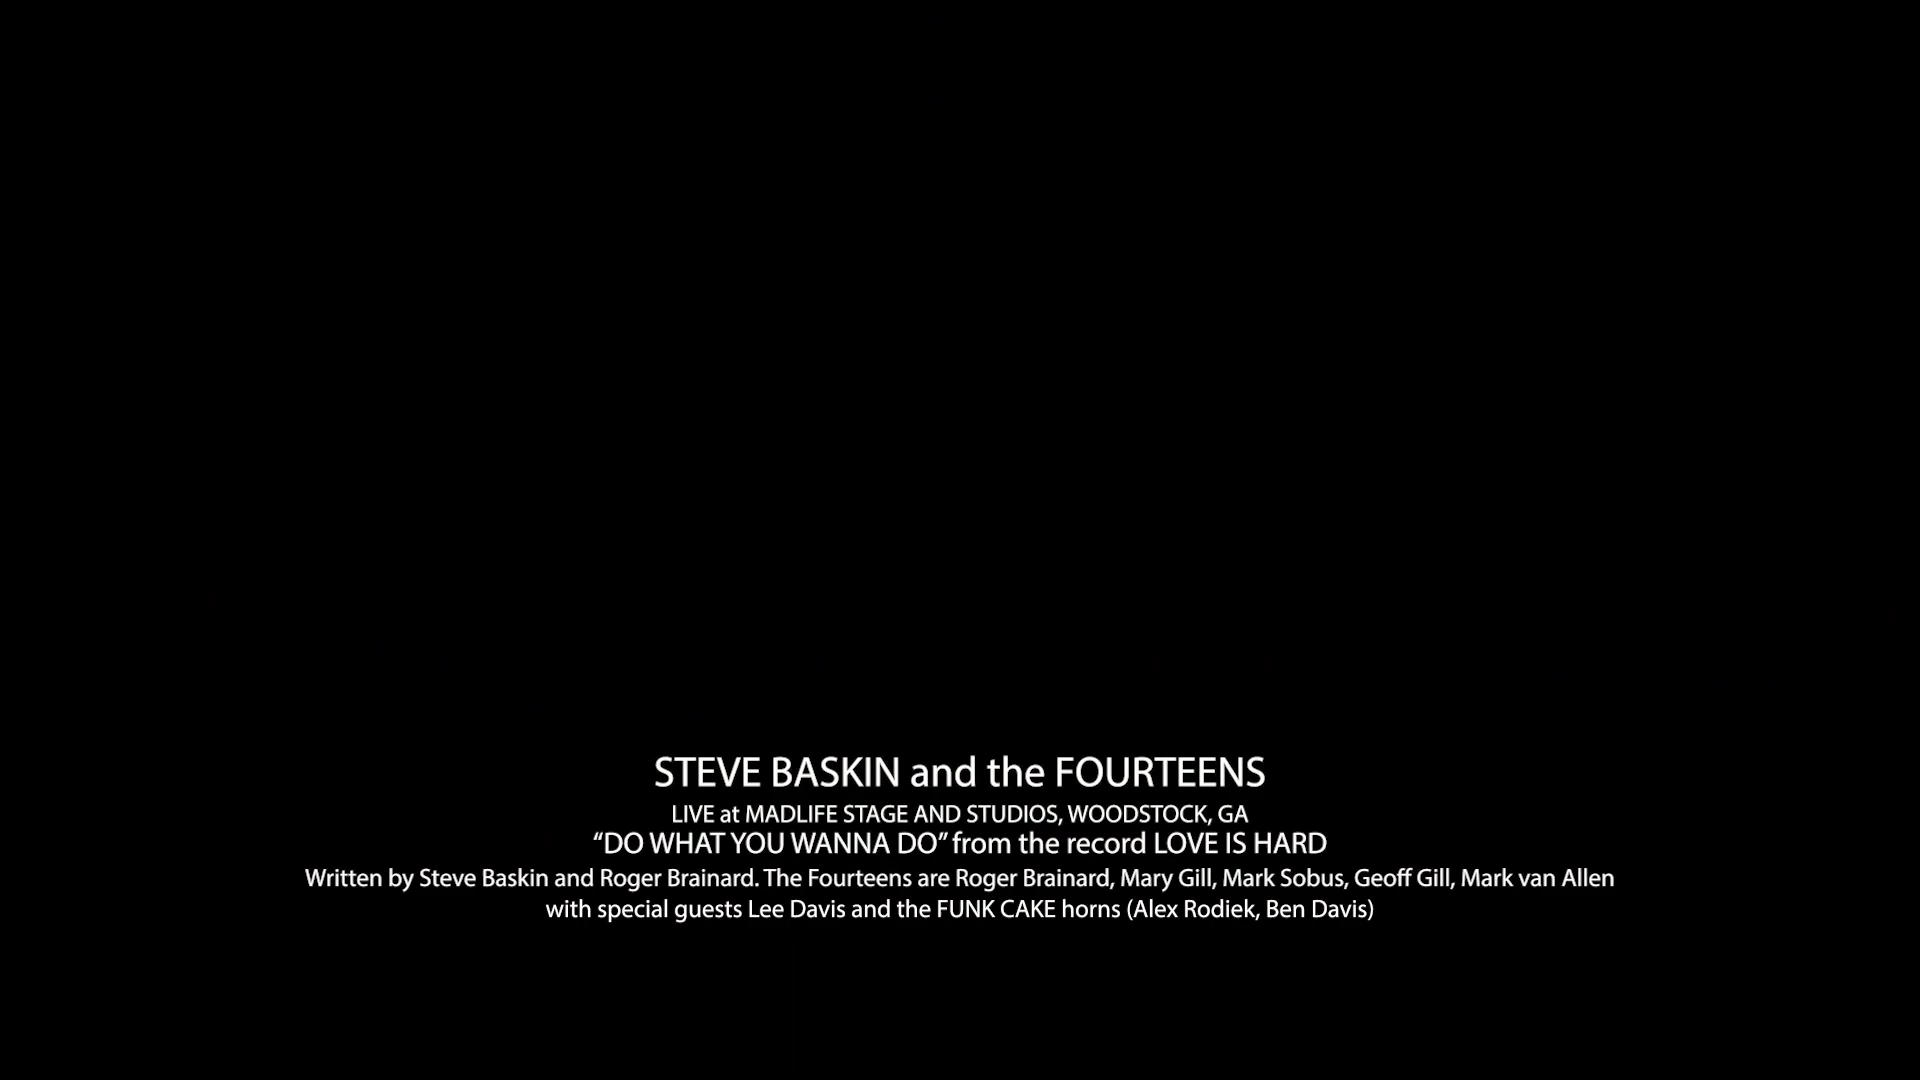 STEVE BASKIN and the FOURTEENS
LIVE at MADLIFE STAGE AND STUDIOS, WOODSTOCK, GA
“DO WHAT YOU WANNA DO” from the record LOVE IS HARD
Written by Steve Baskin and Roger Brainard. The Fourteens are Roger Brainard, Mary Gill, Mark Sobus, Geoff Gill, Mark van Allen
with special guests Lee Davis and the FUNK CAKE horns (Alex Rodiek, Ben Davis)